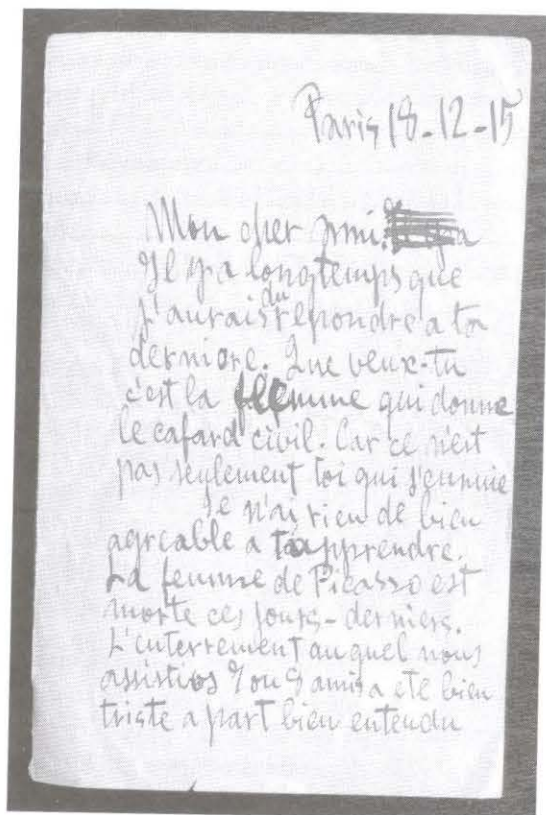 Paris 18-12-15
Mon cher ami.
Il y a longtemps que
j'aurais du repondre a ta
derniere. Que veux-tu
c'est la flemme qui donne
le cafard civil. Car ce n'est
pas seulement toi qui s'ennuie
Je n'ai rien de bien
agreable a t'apprendre.
La femme de Picasso est
morte ces jours-derniers.
L'enterrement auquel nous
7 ou 8 amis a ete bien
triste a part bien entendu